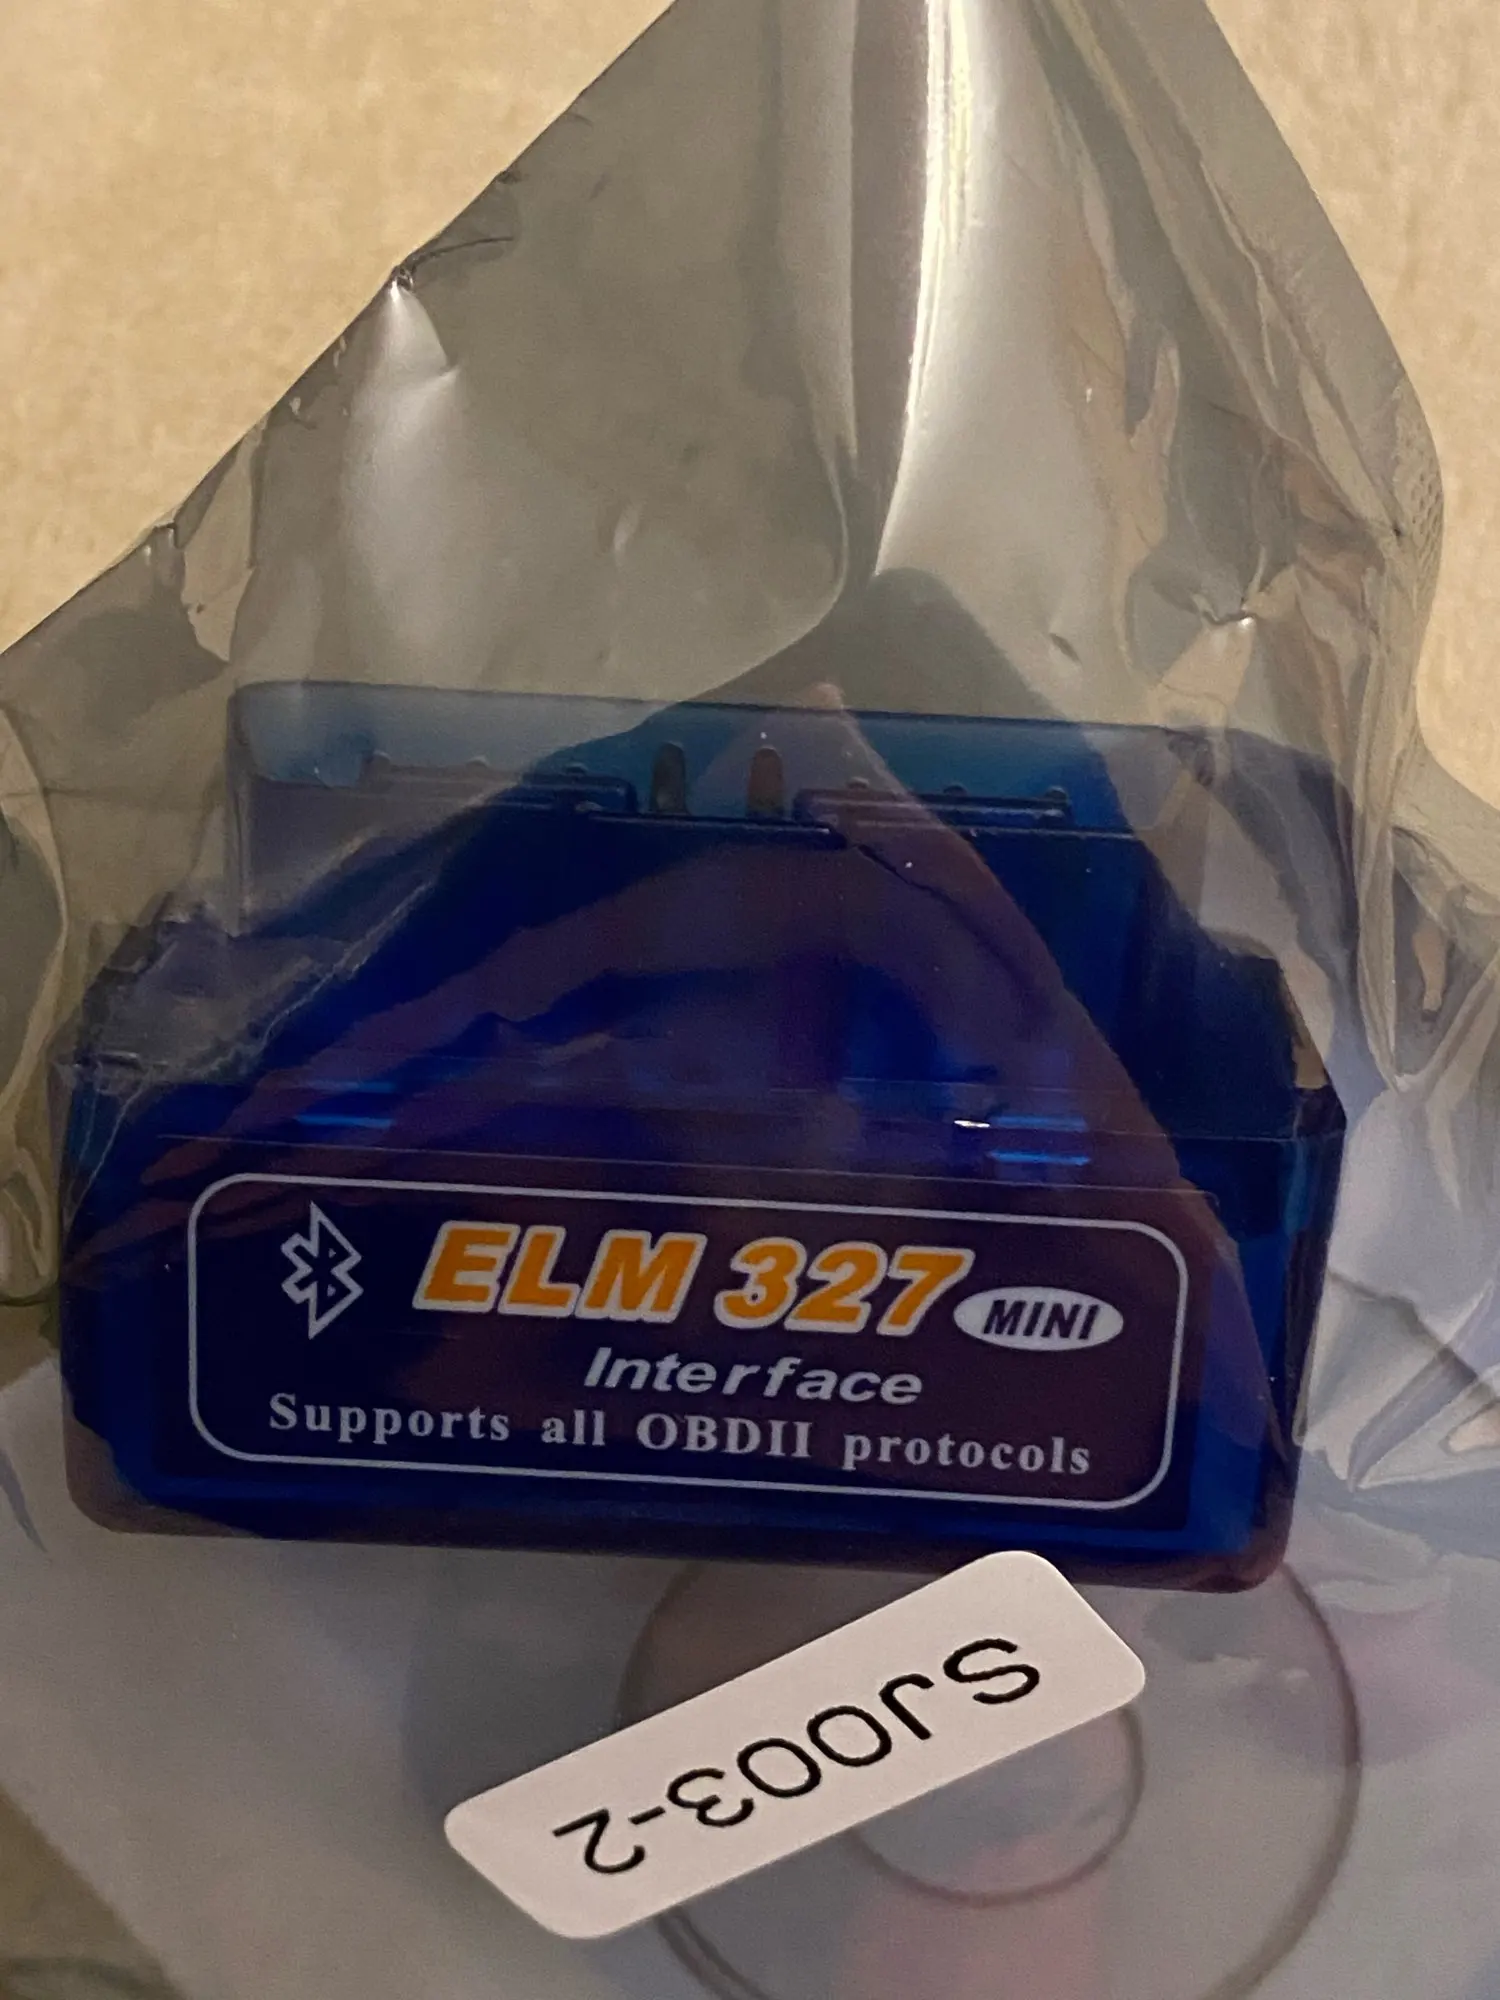 ELM 327 MINI
Interface
Supports all OBDII protocols
SJ003-2